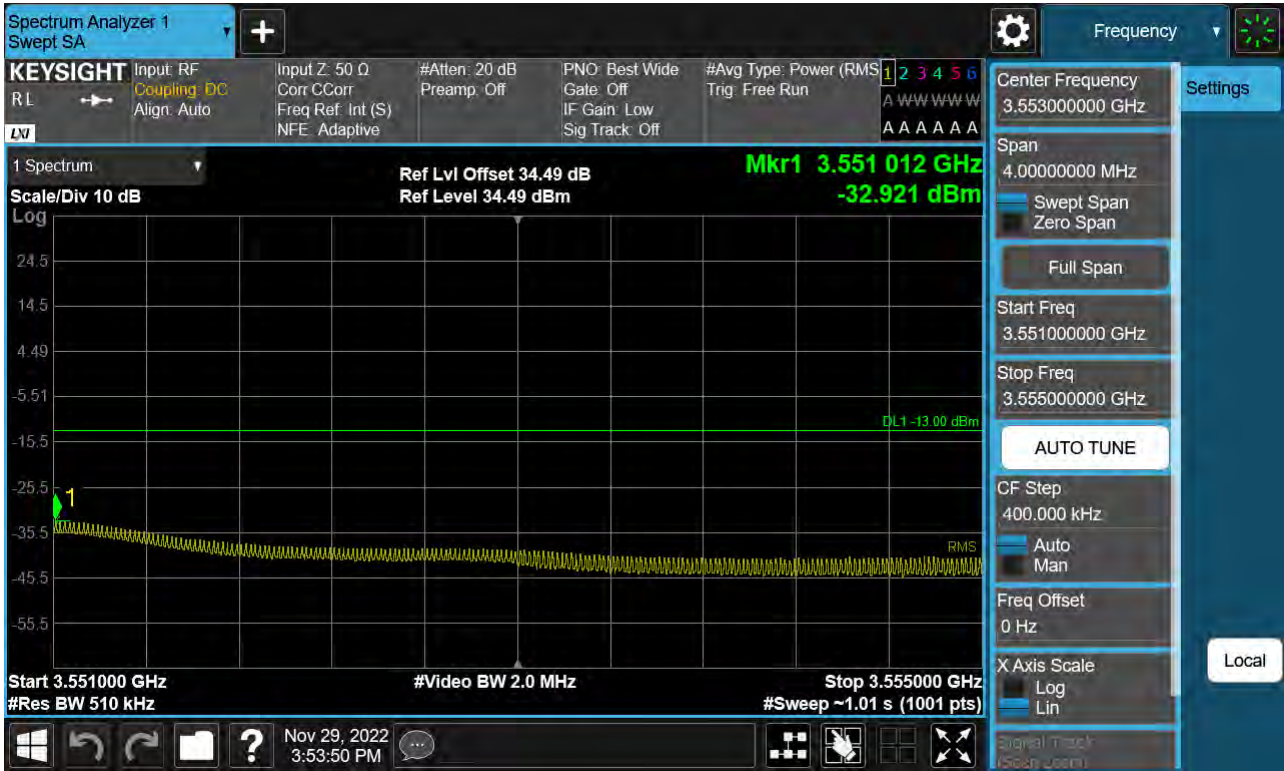 Spectrum Analyzer 1
Swept SA
Frequency
KEYSIGHT
RL
LXI
Input: RF
Coupling: DC
Align: Auto
Input Z: 50 Ω
Corr CCorr
Freq Ref: Int (S)
NFE: Adaptive
#Atten: 20 dB
Preamp: Off
PNO: Best Wide
Gate: Off
IF Gain: Low
Sig Track: Off
#Avg Type: Power (RMS
Trig: Free Run
1 2 3 4 5 6
A W W W W W
A A A A A A
1 Spectrum
Scale/Div 10 dB
Log
Ref Lvl Offset 34.49 dB
Ref Level 34.49 dBm
Mkr1 3.551 012 GHz
-32.921 dBm
24.5
14.5
4.49
-5.51
DL1 -13.00 dBm
-15.5
-25.5
1
-35.5
RMS
-45.5
-55.5
Start 3.551000 GHz
#Res BW 510 kHz
#Video BW 2.0 MHz
Stop 3.555000 GHz
#Sweep ~1.01 s (1001 pts)
Center Frequency
3.553000000 GHz
Settings
Span
4.00000000 MHz
Swept Span
Zero Span
Full Span
Start Freq
3.551000000 GHz
Stop Freq
3.555000000 GHz
AUTO TUNE
CF Step
400.000 kHz
Auto
Man
Freq Offset
0 Hz
X Axis Scale
Log
Lin
Local
Signal Track
(Span Zoom)
?
Nov 29, 2022
3:53:50 PM